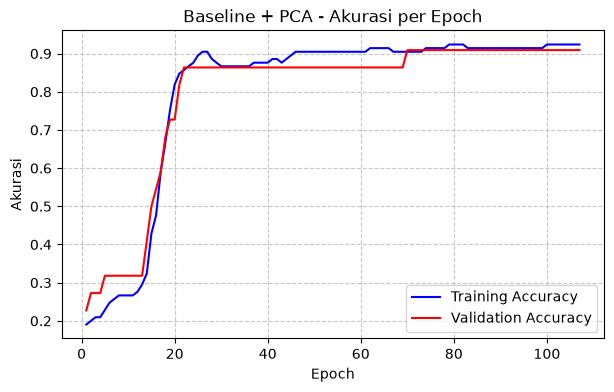 Baseline + PCA - Akurasi per Epoch
Akurasi
0.9
0.8
0.7
0.6
0.5
0.4
0.3
0.2
0
20
40
60
80
100
Epoch
Training Accuracy
Validation Accuracy